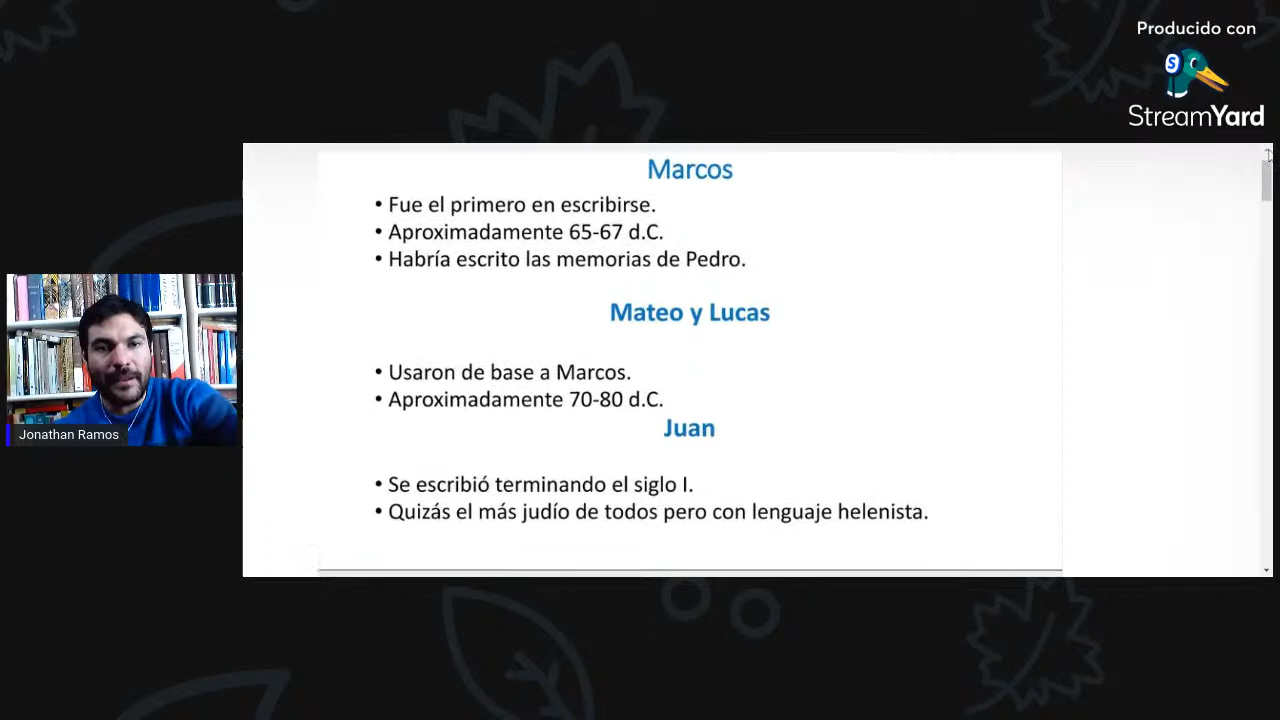 Producido con
StreamYard
Marcos
• Fue el primero en escribirse.
• Aproximadamente 65-67 d.C.
• Habría escrito las memorias de Pedro.
Mateo y Lucas
• Usaron de base a Marcos.
• Aproximadamente 70-80 d.C.
Juan
• Se escribió terminando el siglo I.
• Quizás el más judío de todos pero con lenguaje helenista.
Jonathan Ramos